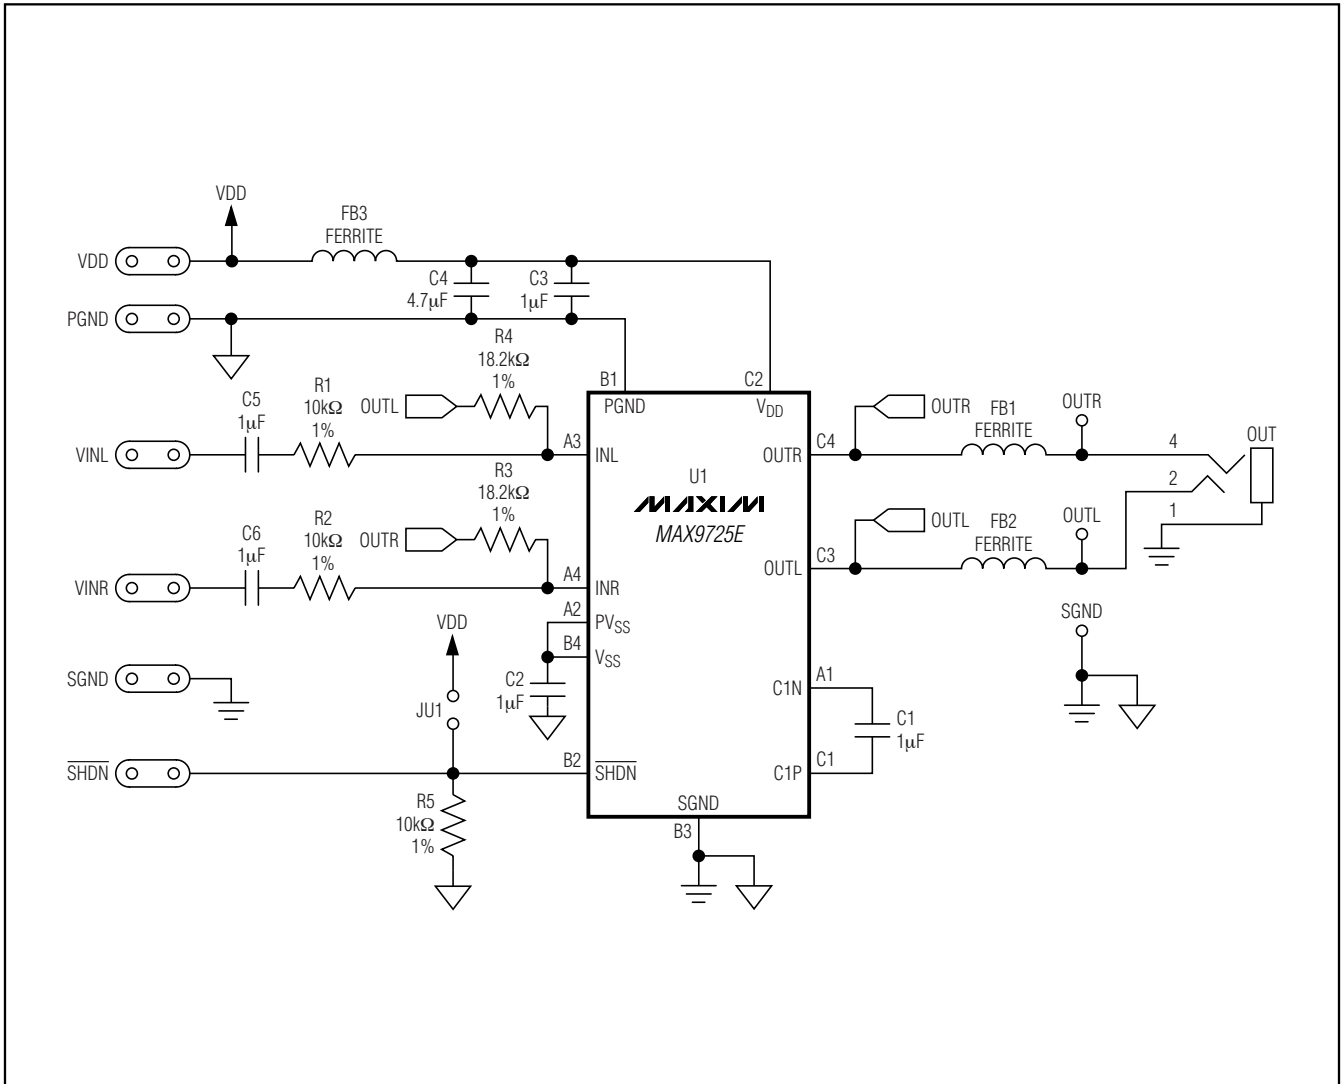 VDD
FB3
FERRITE
VDD
C4
4.7μF
C3
1μF
PGND
R4
18.2kΩ
1%
B1
C2
PGND
VDD
C5
1μF
R1
10kΩ
1%
OUTL
VINL
A3
INL
R3
18.2kΩ
1%
C6
1μF
R2
10kΩ
1%
OUTR
VINR
A4
INR
A2
PVSS
B4
VSS
C2
1μF
SGND
VDD
JU1
SHDN
B2
SHDN
R5
10kΩ
1%
U1
MAXIM
MAX9725E
SGND
B3
OUTR
C4
OUTR
FB1
FERRITE
OUTR
4
OUT
2
1
OUTL
C3
OUTL
FB2
FERRITE
OUTL
SGND
C1N
A1
C1
1μF
C1P
C1